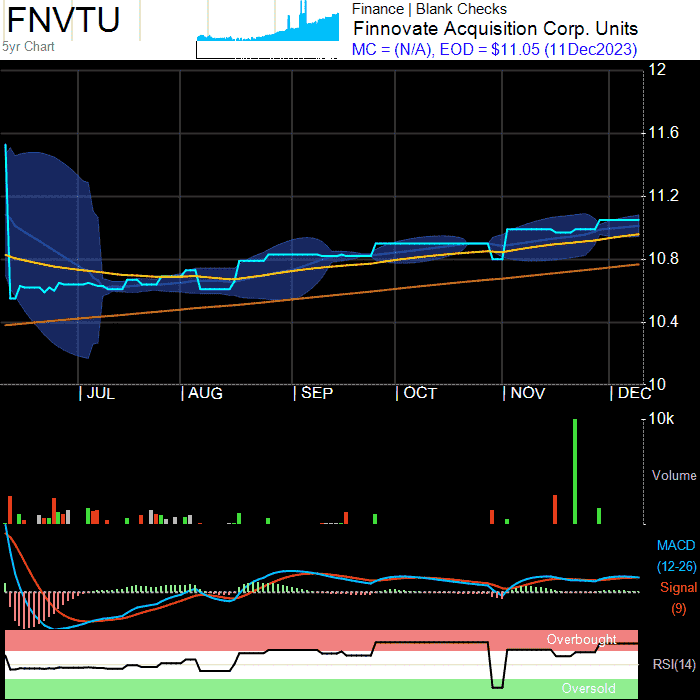 FNVTU
5yr Chart
Finance | Blank Checks
Finnovate Acquisition Corp. Units
MC = (N/A), EOD = $11.05 (11Dec2023)
12
11.6
11.2
10.8
10.4
10
| JUL | AUG | SEP | OCT | NOV | DEC
10k
Volume
MACD
(12-26)
Signal
(9)
Overbought
RSI(14)
Oversold